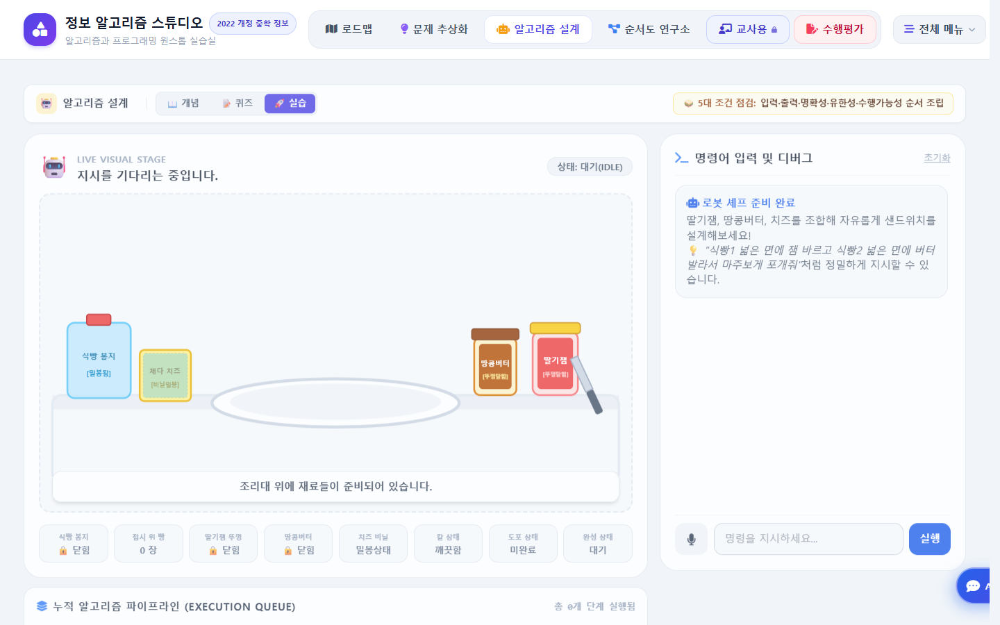 정보 알고리즘 스튜디오
2022 개정 중학 정보
알고리즘과 프로그래밍 원스톱 실습실
로드맵
문제 추상화
알고리즘 설계
순서도 연구소
교사용
수행평가
전체 메뉴
알고리즘 설계
개념
퀴즈
실습
5대 조건 점검: 입력·출력·명확성·유한성·수행가능성 순서 조립
LIVE VISUAL STAGE
지시를 기다리는 중입니다.
상태: 대기(IDLE)
식빵 봉지
[밀봉됨]
체다 치즈
[비닐밀봉]
땅콩버터
[뚜껑닫힘]
딸기잼
[뚜껑닫힘]
조리대 위에 재료들이 준비되어 있습니다.
식빵 봉지
닫힘
접시 위 빵
0 장
딸기잼 뚜껑
닫힘
땅콩버터
닫힘
치즈 비닐
밀봉상태
칼 상태
깨끗함
도포 상태
미완료
완성 상태
대기
누적 알고리즘 파이프라인 (EXECUTION QUEUE)
총 0개 단계 실행됨
명령어 입력 및 디버그
초기화
로봇 셰프 준비 완료
딸기잼, 땅콩버터, 치즈를 조합해 자유롭게 샌드위치를
설계해보세요!
"식빵1 넓은 면에 잼 바르고 식빵2 넓은 면에 버터
발라서 마주보게 포개줘"처럼 정밀하게 지시할 수 있
습니다.
명령을 지시하세요...
실행